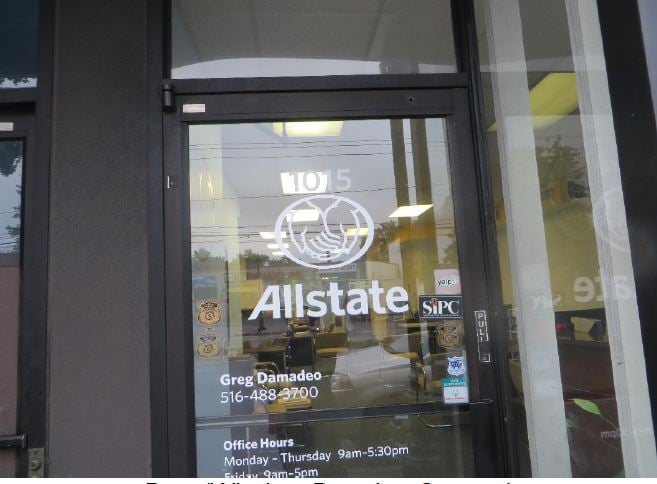 1015
Allstate
yelp
SIPC
PULL
Greg Damadeo
516-488-3700
Office Hours
Monday - Thursday 9am-5:30pm
Friday 9am-5pm